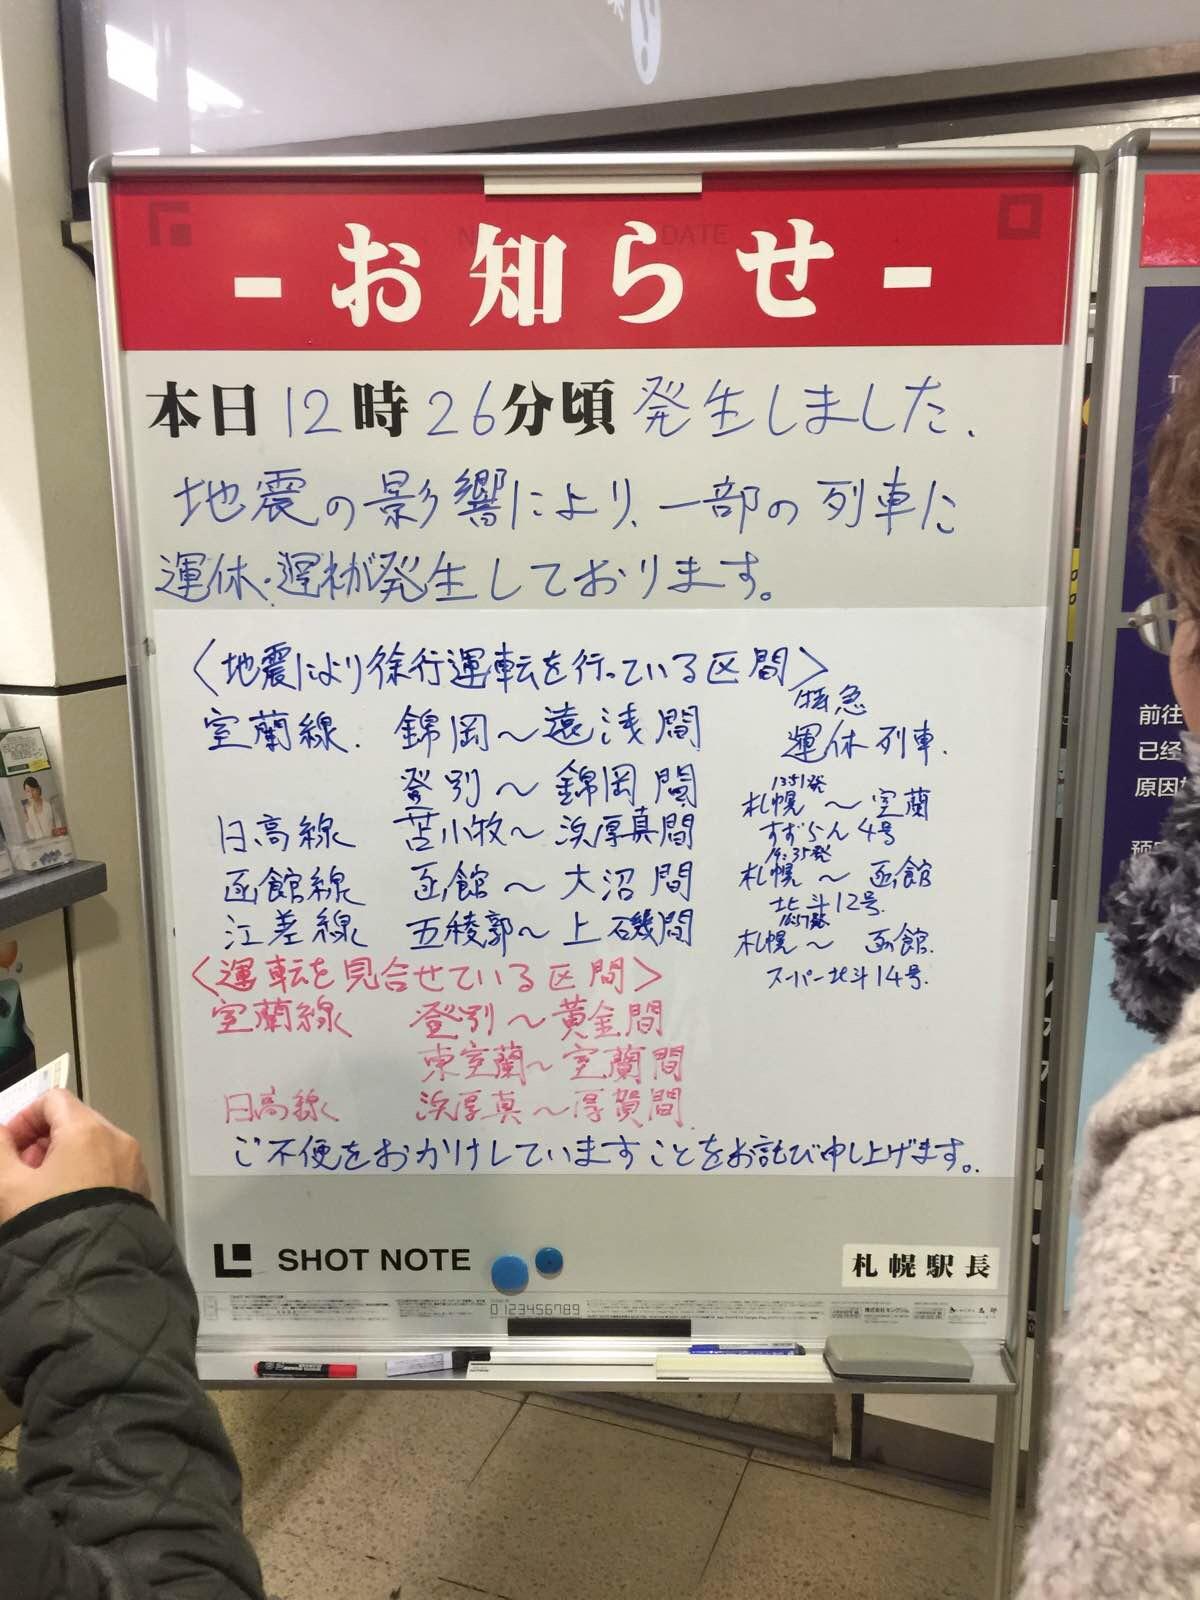 -お知らせ-
本日12時26分頃 発生しました、
地震の影響により、一部の列車に
運休・遅れが発生しております。
〈地震により徐行運転を行っている区間〉
室蘭線. 錦岡〜遠浅間
登別〜錦岡間
日高線 苫小牧〜浜厚真間
函館線 函館〜大沼間
江差線 五稜郭〜上磯間
特急
運休列車.
13:51発
札幌〜室蘭
すずらん4号
14:35発
札幌〜函館
北斗12号.
16:57発
札幌〜函館.
スーパー北斗14号.
〈運転を見合せている区間〉
室蘭線 登別〜黄金間
東室蘭〜室蘭間
日高線 浜厚真〜厚賀間
ご不便をおかけしていますことをお詫び申し上げます。
SHOT NOTE
札幌駅長
0123456789
前往
已经
原因